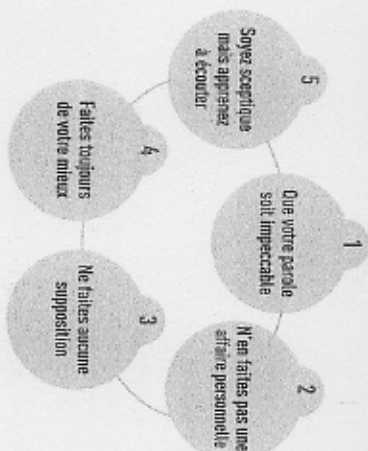 1
Que votre parole
soit impeccable
2
N'en faites pas une
affaire personnelle
3
Ne faites aucune
supposition
4
Faites toujours
de votre mieux
5
Soyez sceptique
mais apprenez
à écouter